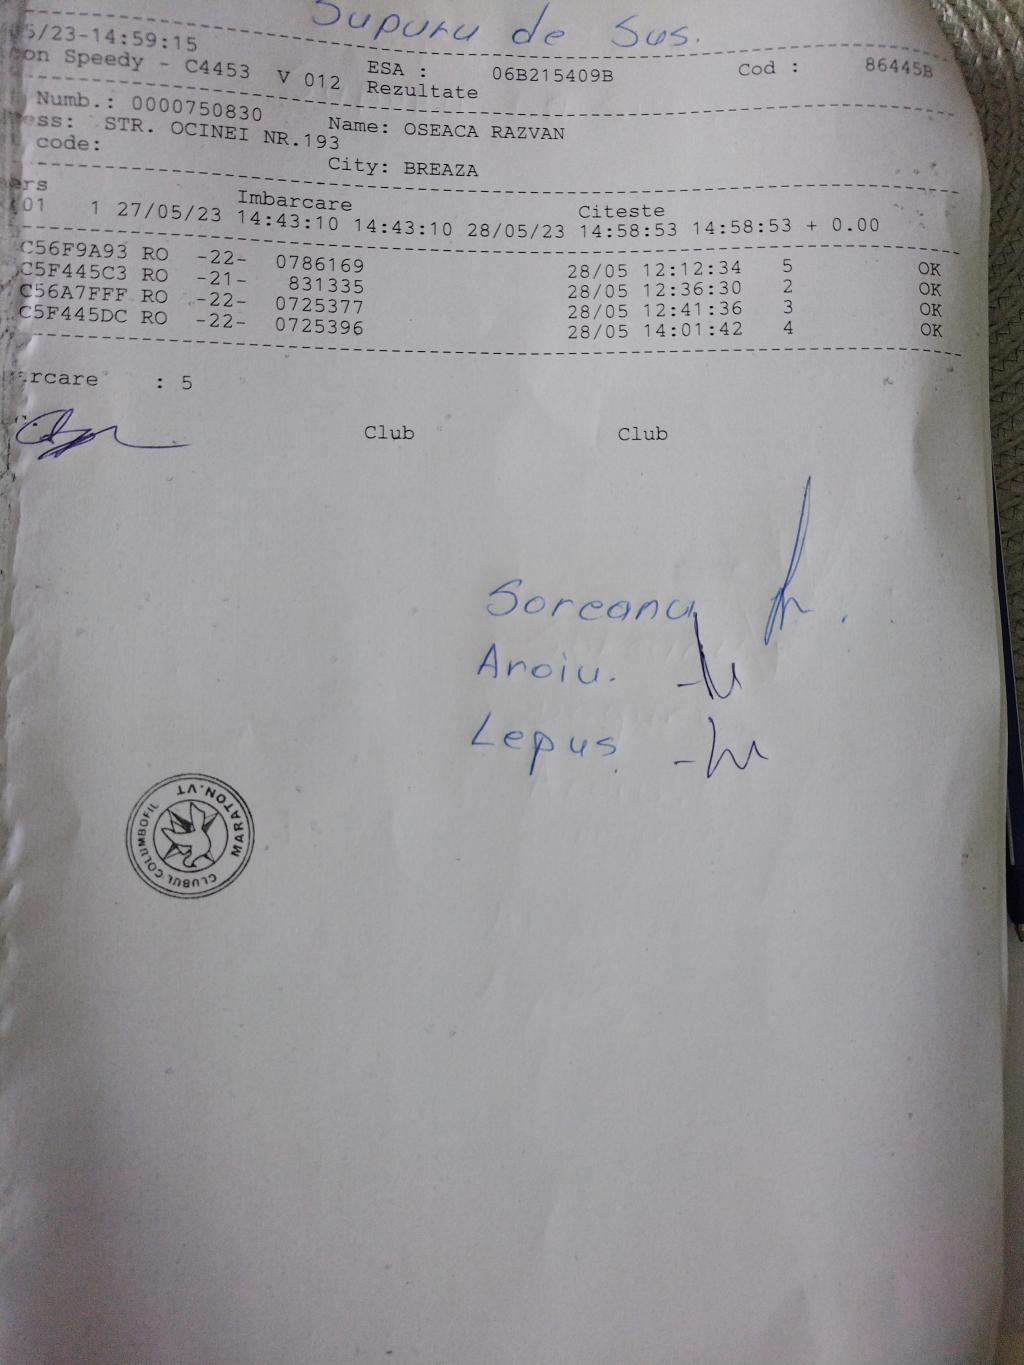 Supuru de Sus.
5/23-14:59:15
on Speedy - C4453 V 012 ESA : 06B215409B Cod : 86445B
Rezultate
Numb.: 0000750830 Name: OSEACA RAZVAN
ess: STR. OCINEI NR.193
code: City: BREAZA
ers Imbarcare Citeste
01 1 27/05/23 14:43:10 14:43:10 28/05/23 14:58:53 14:58:53 + 0.00
C56F9A93 RO -22- 0786169 28/05 12:12:34 5 OK
C5F445C3 RO -21- 831335 28/05 12:36:30 2 OK
C56A7FFF RO -22- 0725377 28/05 12:41:36 3 OK
C5F445DC RO -22- 0725396 28/05 14:01:42 4 OK
rcare : 5
Club Club
Soreanu
Aroiu.
Lepus
CLUBUL COLUMBOFIL MARATON.VT